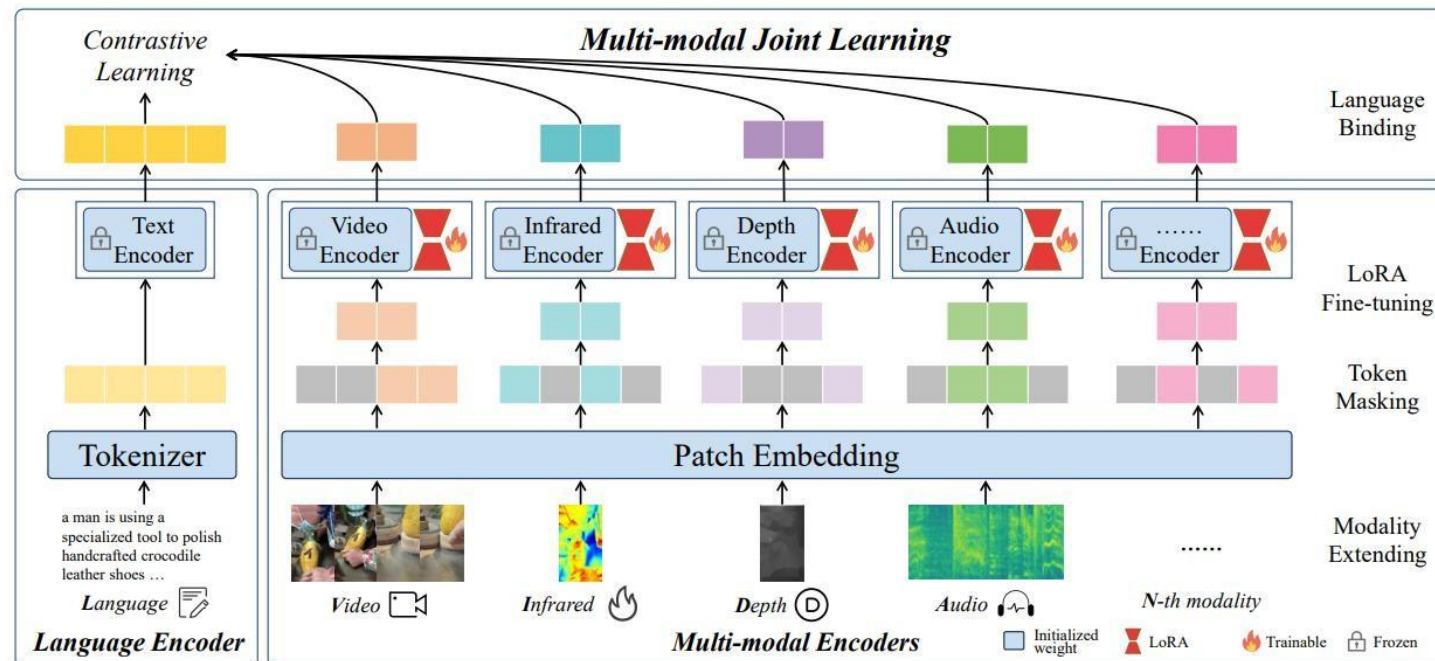 Multi-modal Joint Learning
Contrastive
Learning
Language
Binding
Text
Encoder
Video
Encoder
Infrared
Encoder
Depth
Encoder
Audio
Encoder
......
Encoder
LoRA
Fine-tuning
Token
Masking
Tokenizer
Patch Embedding
a man is using a
specialized tool to polish
handcrafted crocodile
leather shoes ...
Modality
Extending
......
Language
Video
Infrared
Depth
D
Audio
N-th modality
Language Encoder
Multi-modal Encoders
Initialized
weight
LoRA
Trainable
Frozen